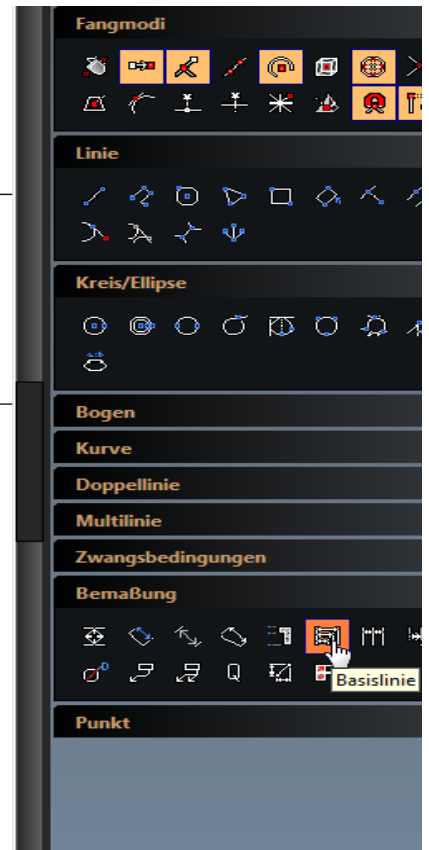 Fangmodi
Linie
Kreis/Ellipse
Bogen
Kurve
Doppellinie
Multilinie
Zwangsbedingungen
Bemaßung
Basislinie
Punkt